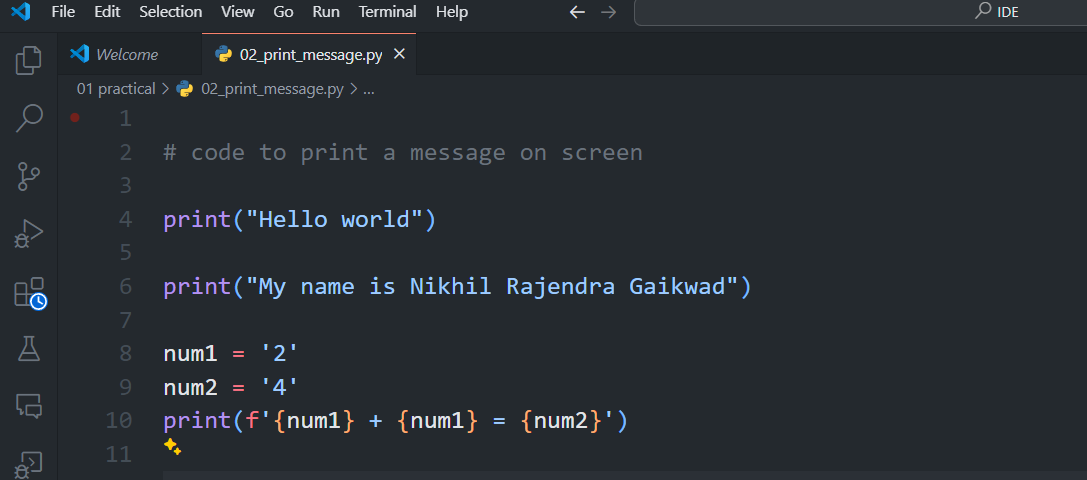 File Edit Selection View Go Run Terminal Help
IDE
Welcome
02_print_message.py
01 practical > 02_print_message.py > ...
1
2 # code to print a message on screen
3
4 print("Hello world")
5
6 print("My name is Nikhil Rajendra Gaikwad")
7
8 num1 = '2'
9 num2 = '4'
10 print(f'{num1} + {num1} = {num2}')
11